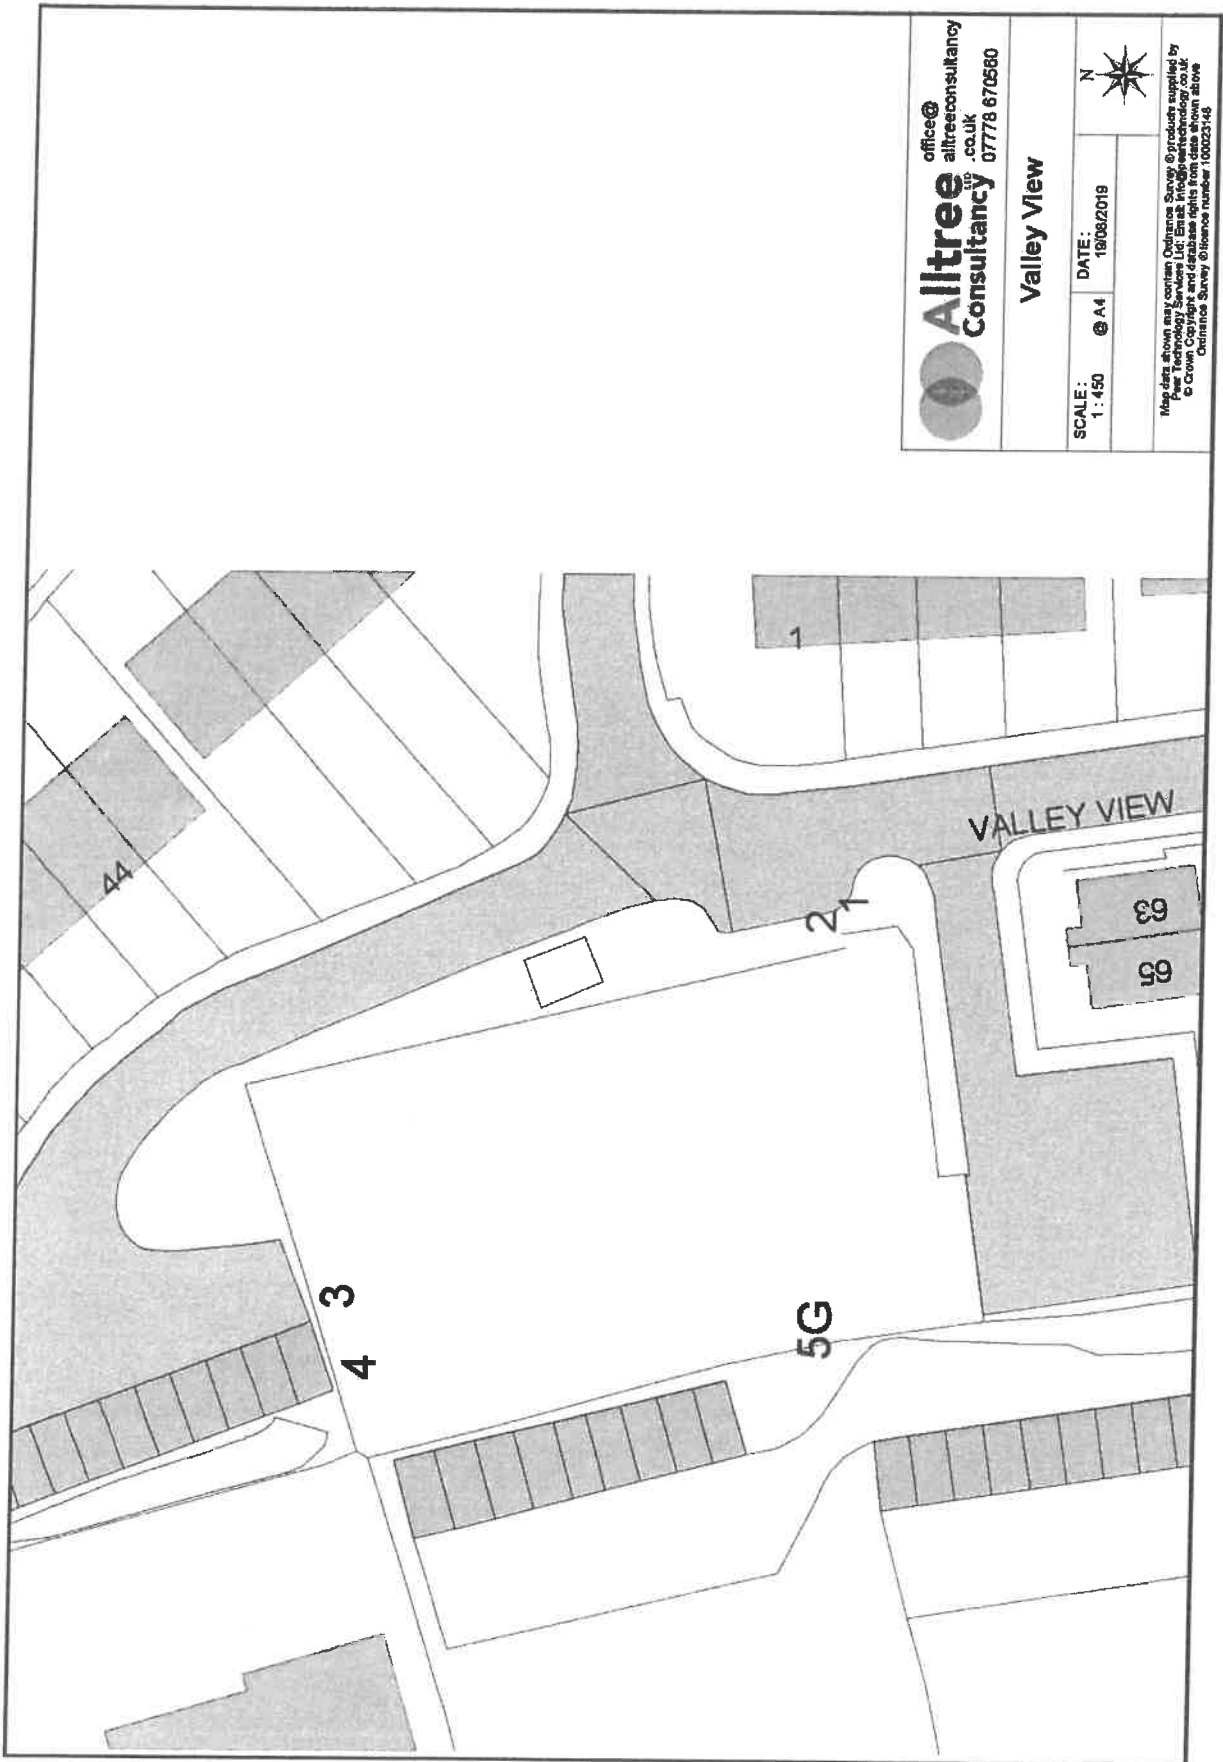 Alltree
Consultancy LTD
office@
alltreeconsultancy
.co.uk
07778 670560
Valley View
SCALE :
1 : 450 @ A4
DATE :
19/08/2019
N
Map data shown may contain Ordnance Survey © products supplied by
Pear Technology Services Ltd; Email: info@peartechnology.co.uk
© Crown Copyright and database rights from date shown above
Ordnance Survey © licence number 100023148
44
1
VALLEY VIEW
2
1
63
65
3
4
5G